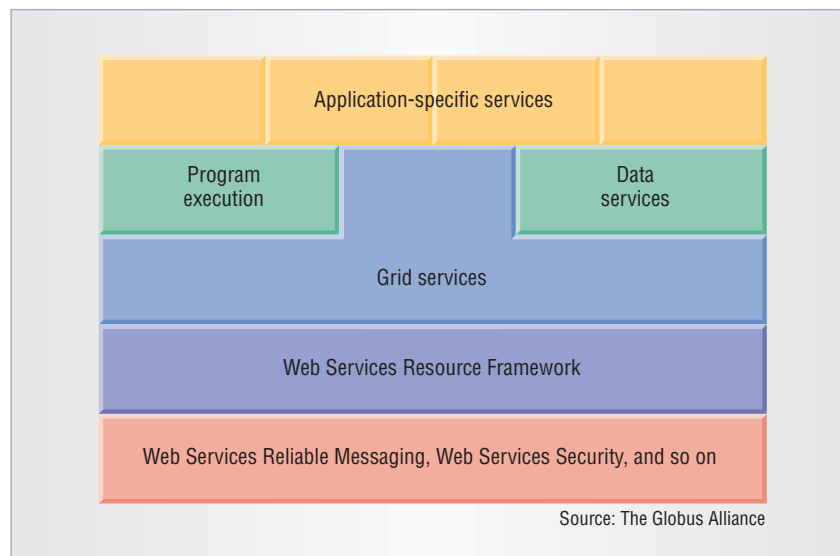 Application-specific services
Program
execution
Data
services
Grid services
Web Services Resource Framework
Web Services Reliable Messaging, Web Services Security, and so on
Source: The Globus Alliance